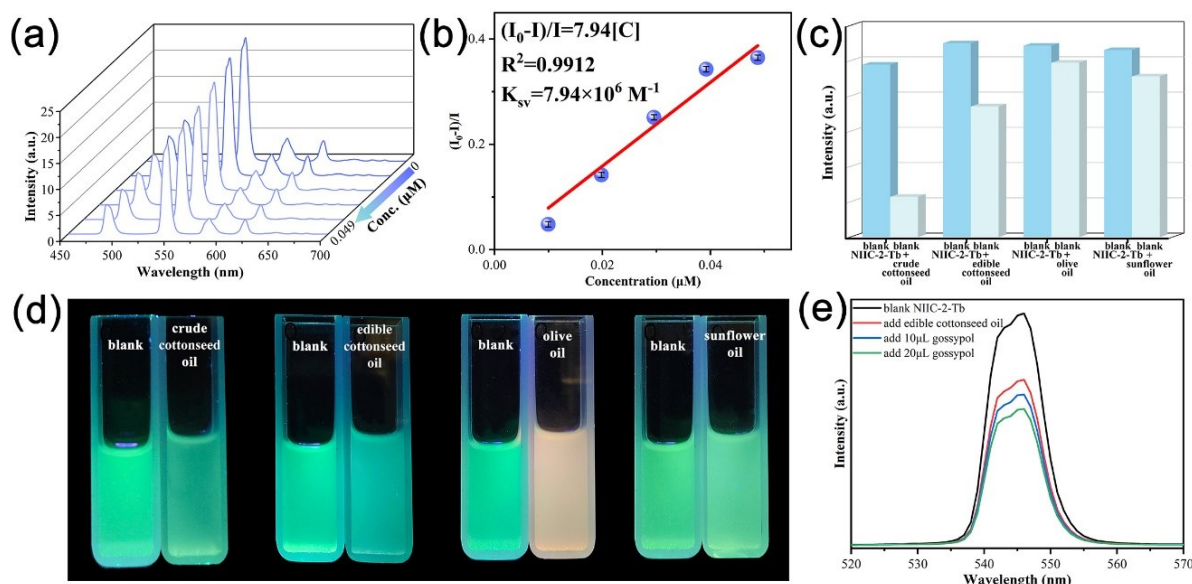 (a)
25
20
15
10
5
0
Intensity (a.u.)
450 500 550 600 650 700
Wavelength (nm)
0
Conc. (μM)
0.049
(b)
(I₀-I)/I=7.94[C]
R²=0.9912
Kₛᵥ=7.94×10⁶ M⁻¹
0.4
0.2
0.0
(I₀-I)/I
0.00 0.02 0.04
Concentration (μM)
(c)
Intensity (a.u.)
blank blank blank blank blank blank blank blank
NIIC-2-Tb+ NIIC-2-Tb+ NIIC-2-Tb+ NIIC-2-Tb +
crude edible olive sunflower
cottonseed cottonseed oil oil
oil oil
(d)
blank
crude
cottonseed
oil
blank
edible
cottonseed
oil
blank
olive
oil
blank
sunflower
oil
(e)
blank NIIC-2-Tb
add edible cottonseed oil
add 10μL gossypol
add 20μL gossypol
Intensity (a.u.)
520 530 540 550 560 570
Wavelength (nm)